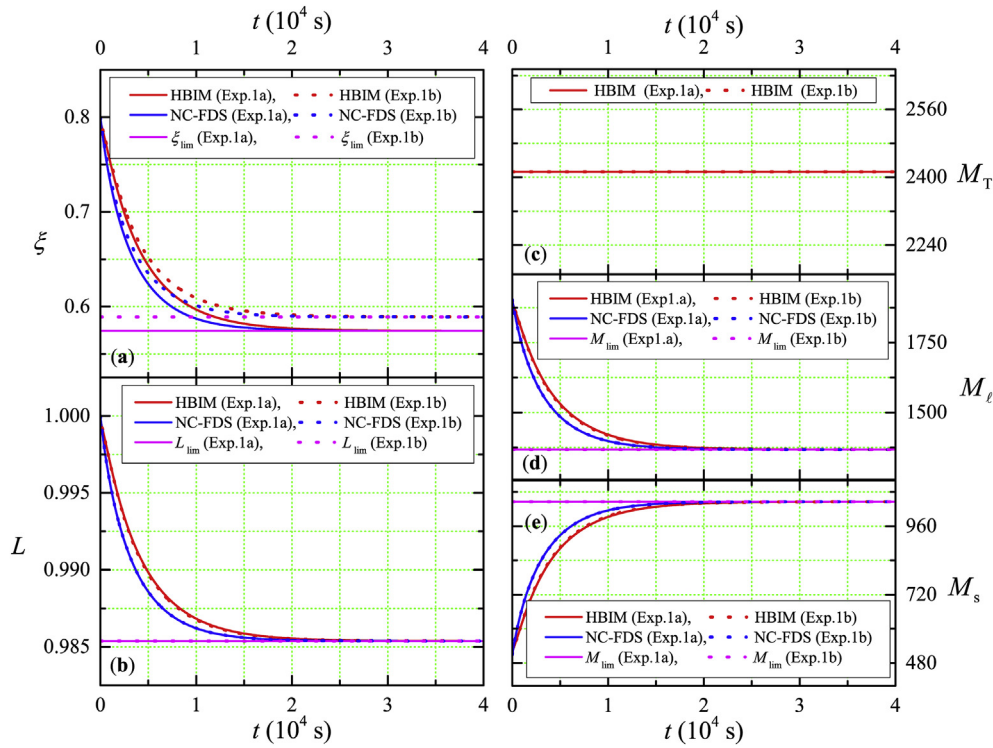 t (10⁴ s)
0 1 2 3 4
t (10⁴ s)
0 1 2 3 4
HBIM (Exp.1a), HBIM (Exp.1b)
NC-FDS (Exp.1a), NC-FDS (Exp.1b)
ξlim (Exp.1a), ξlim (Exp.1b)
0.8
0.7
0.6
ξ
(a)
HBIM (Exp.1a), HBIM (Exp.1b)
NC-FDS (Exp.1a), NC-FDS (Exp.1b)
Llim (Exp.1a), Llim (Exp.1b)
1.000
0.995
0.990
0.985
L
(b)
0 1 2 3 4
t (10⁴ s)
HBIM (Exp.1a), HBIM (Exp.1b)
2560
2400
2240
MT
(c)
HBIM (Exp1.a), HBIM (Exp.1b)
NC-FDS (Exp.1a), NC-FDS (Exp.1b)
Mlim (Exp1.a), Mlim (Exp.1b)
1750
1500
Mℓ
(d)
(e)
960
720
480
Ms
HBIM (Exp.1a), HBIM (Exp.1b)
NC-FDS (Exp.1a), NC-FDS (Exp.1b)
Mlim (Exp.1a), Mlim (Exp.1b)
0 1 2 3 4
t (10⁴ s)